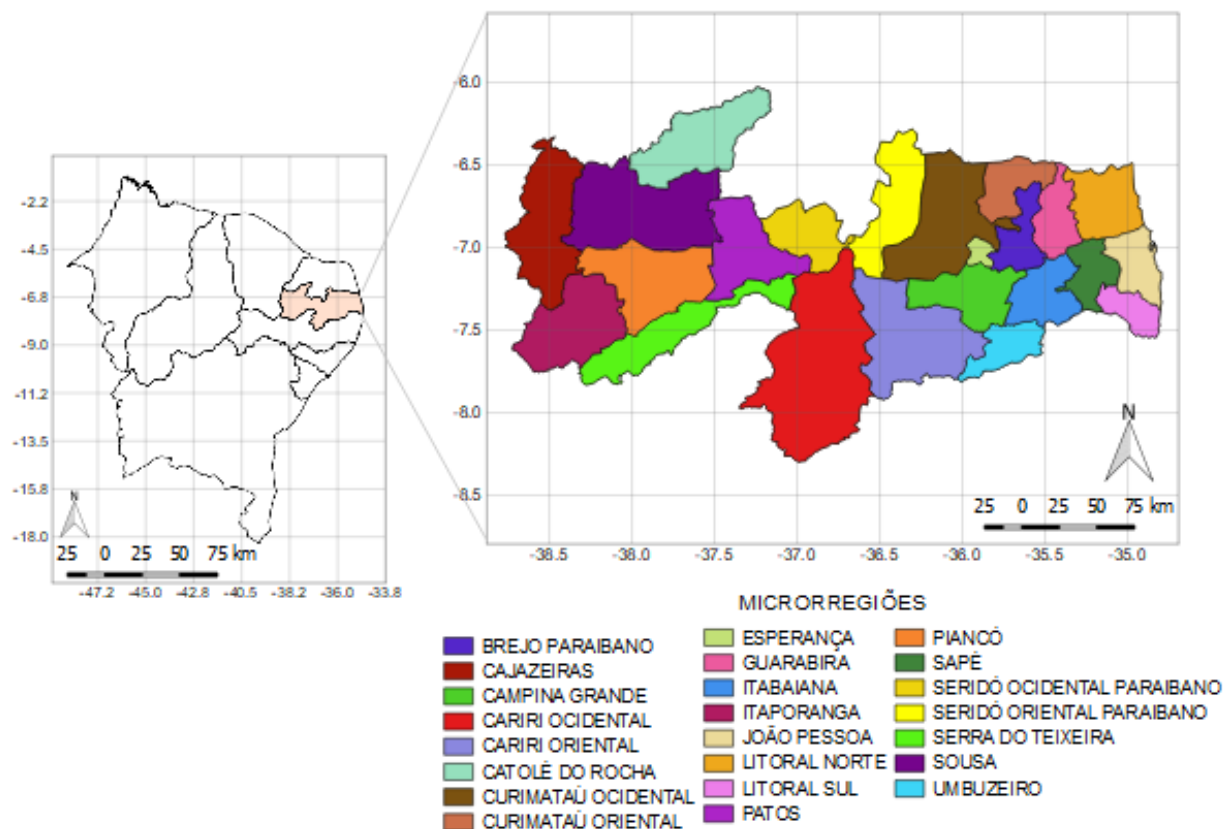 -6.0
-6.5
-7.0
-7.5
-8.0
-8.5
N
25 0 25 50 75 km
-38.5 -38.0 -37.5 -37.0 -36.5 -36.0 -35.5 -35.0
-2.2
-4.5
-6.8
-9.0
-11.2
-13.5
-15.8
-18.0
N
25 0 25 50 75 km
-47.2 -45.0 -42.8 -40.5 -38.2 -36.0 -33.8
MICRORREGIÕES
BREJO PARAIBANO
CAJAZEIRAS
CAMPINA GRANDE
CARIRI OCIDENTAL
CARIRI ORIENTAL
CATOLÉ DO ROCHA
CURIMATAÚ OCIDENTAL
CURIMATAÚ ORIENTAL
ESPERANÇA
GUARABIRA
ITABAIANA
ITAPORANGA
JOÃO PESSOA
LITORAL NORTE
LITORAL SUL
PATOS
PIANCÓ
SAPÉ
SERIDÓ OCIDENTAL PARAIBANO
SERIDÓ ORIENTAL PARAIBANO
SERRA DO TEIXEIRA
SOUSA
UMBUZEIRO